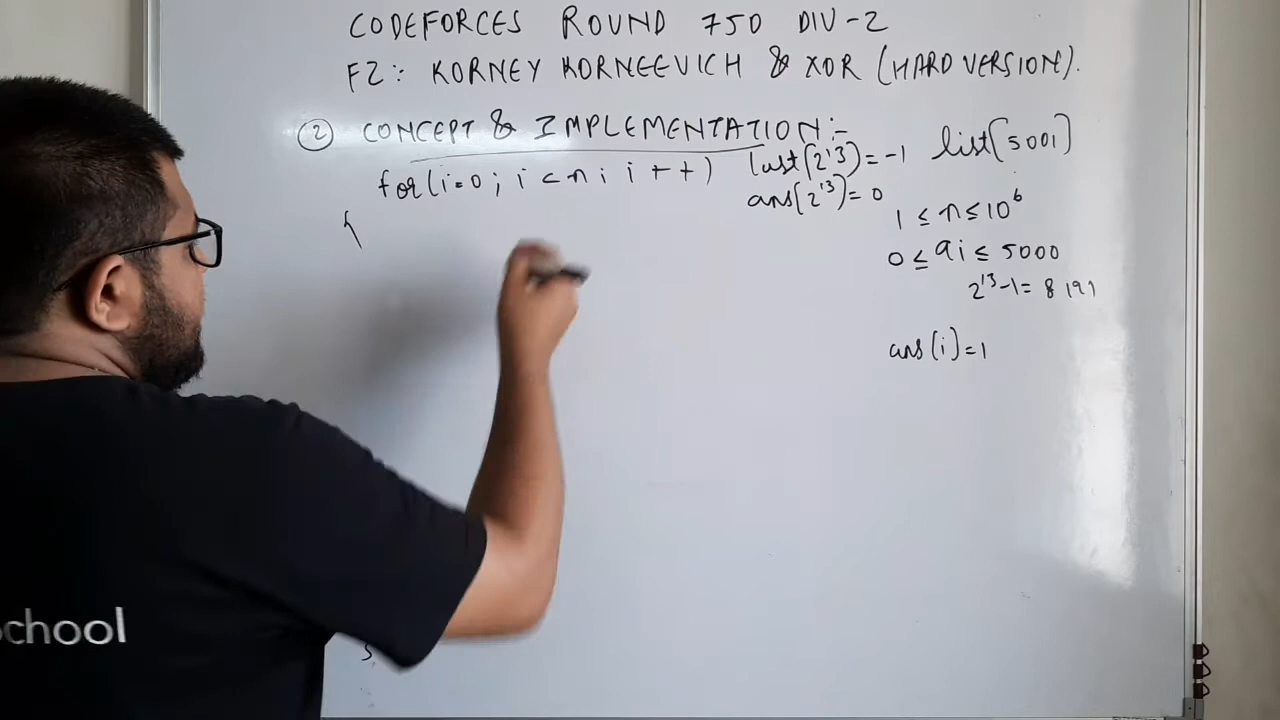 CODEFORCES ROUND 750 DIV-2
F2: KORNEY KORNEEVICH & XOR (HARD VERSION).
2 CONCEPT & IMPLEMENTATION:-
for(i=0; i<n; i++)
{
last[2^13]=-1
ans[2^13]=0
list[5001]
1 ≤ n ≤ 10^6
0 ≤ ai ≤ 5000
2^13-1=8191
ans(i)=1
chool